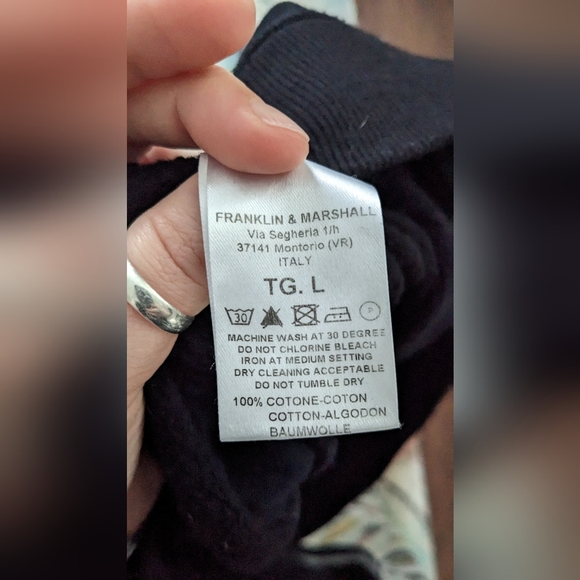 FRANKLIN & MARSHALL
Via Segheria 1/h
37141 Montorio (VR)
ITALY
TG. L
30 P
MACHINE WASH AT 30 DEGREE
DO NOT CHLORINE BLEACH
IRON AT MEDIUM SETTING
DRY CLEANING ACCEPTABLE
DO NOT TUMBLE DRY
100% COTONE-COTON
COTTON-ALGODON
BAUMWOLLE